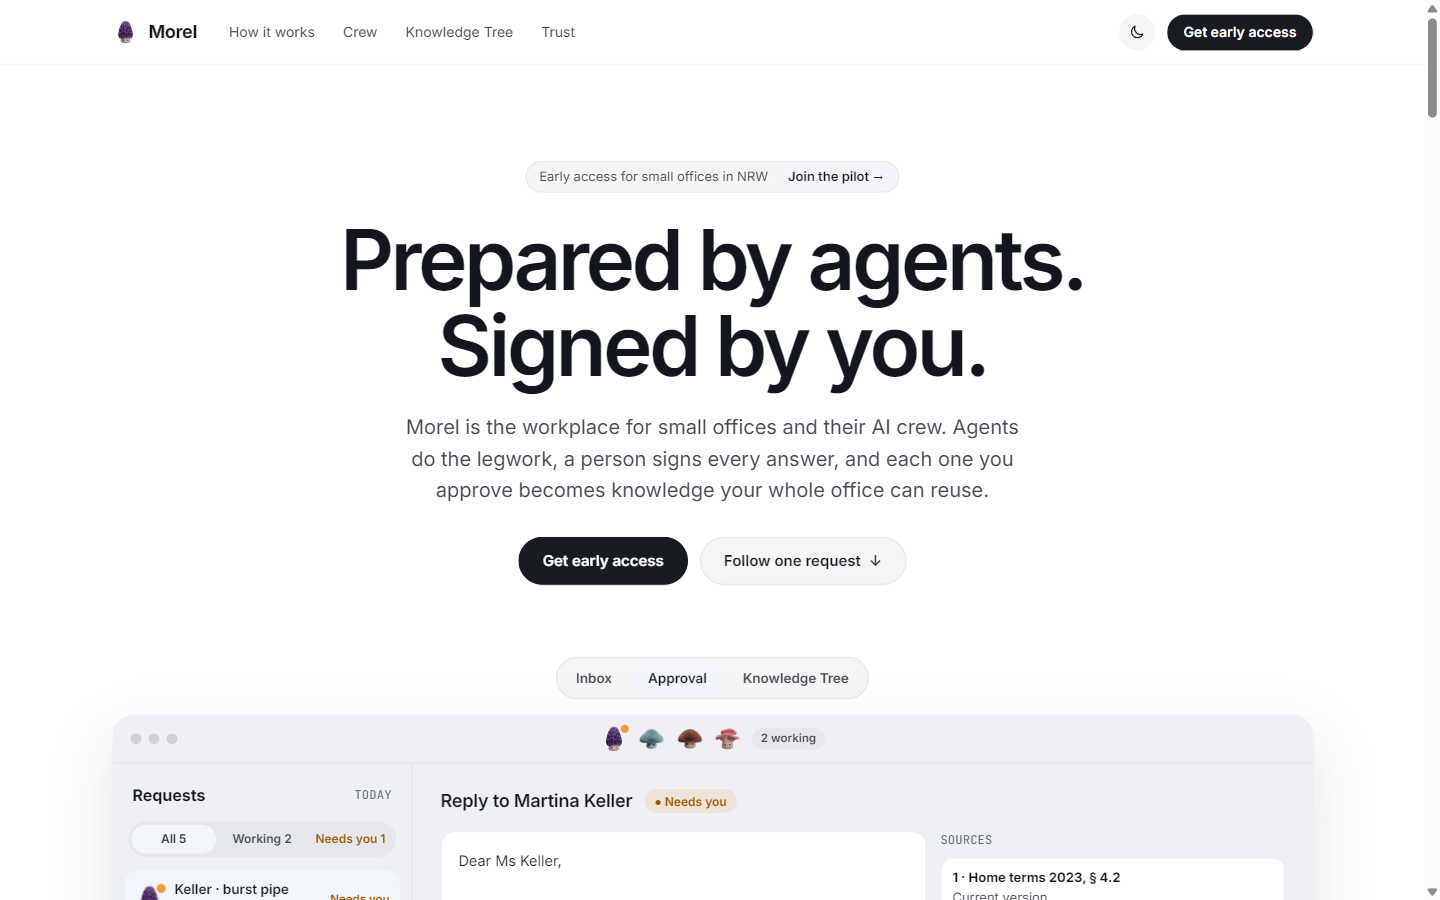 Morel
How it works
Crew
Knowledge Tree
Trust
Get early access
Early access for small offices in NRW
Join the pilot →
Prepared by agents.
Signed by you.
Morel is the workplace for small offices and their AI crew. Agents
do the legwork, a person signs every answer, and each one you
approve becomes knowledge your whole office can reuse.
Get early access
Follow one request ↓
Inbox
Approval
Knowledge Tree
2 working
Requests
TODAY
All 5
Working 2
Needs you 1
Keller · burst pipe
Needs you
Reply to Martina Keller
● Needs you
Dear Ms Keller,
SOURCES
1 · Home terms 2023, § 4.2
Current version